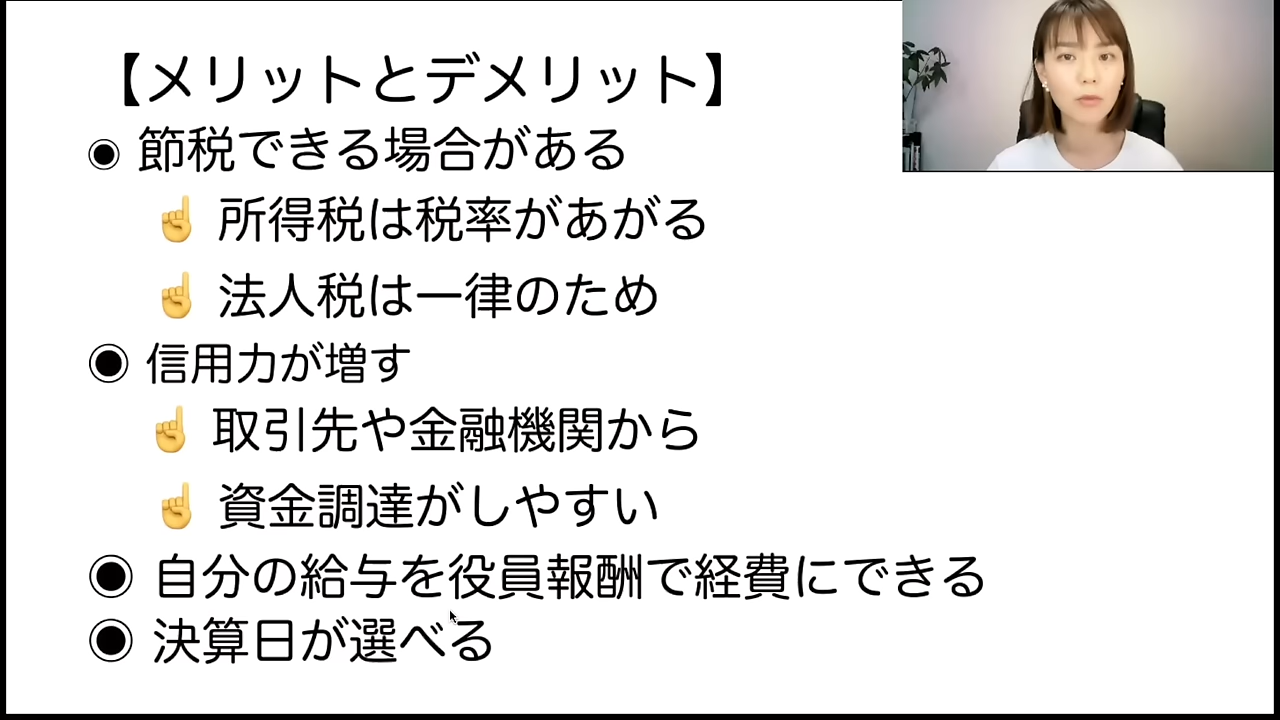 【メリットとデメリット】
◉ 節税できる場合がある
☝ 所得税は税率があがる
☝ 法人税は一律のため
◉ 信用力が増す
☝ 取引先や金融機関から
☝ 資金調達がしやすい
◉ 自分の給与を役員報酬で経費にできる
◉ 決算日が選べる